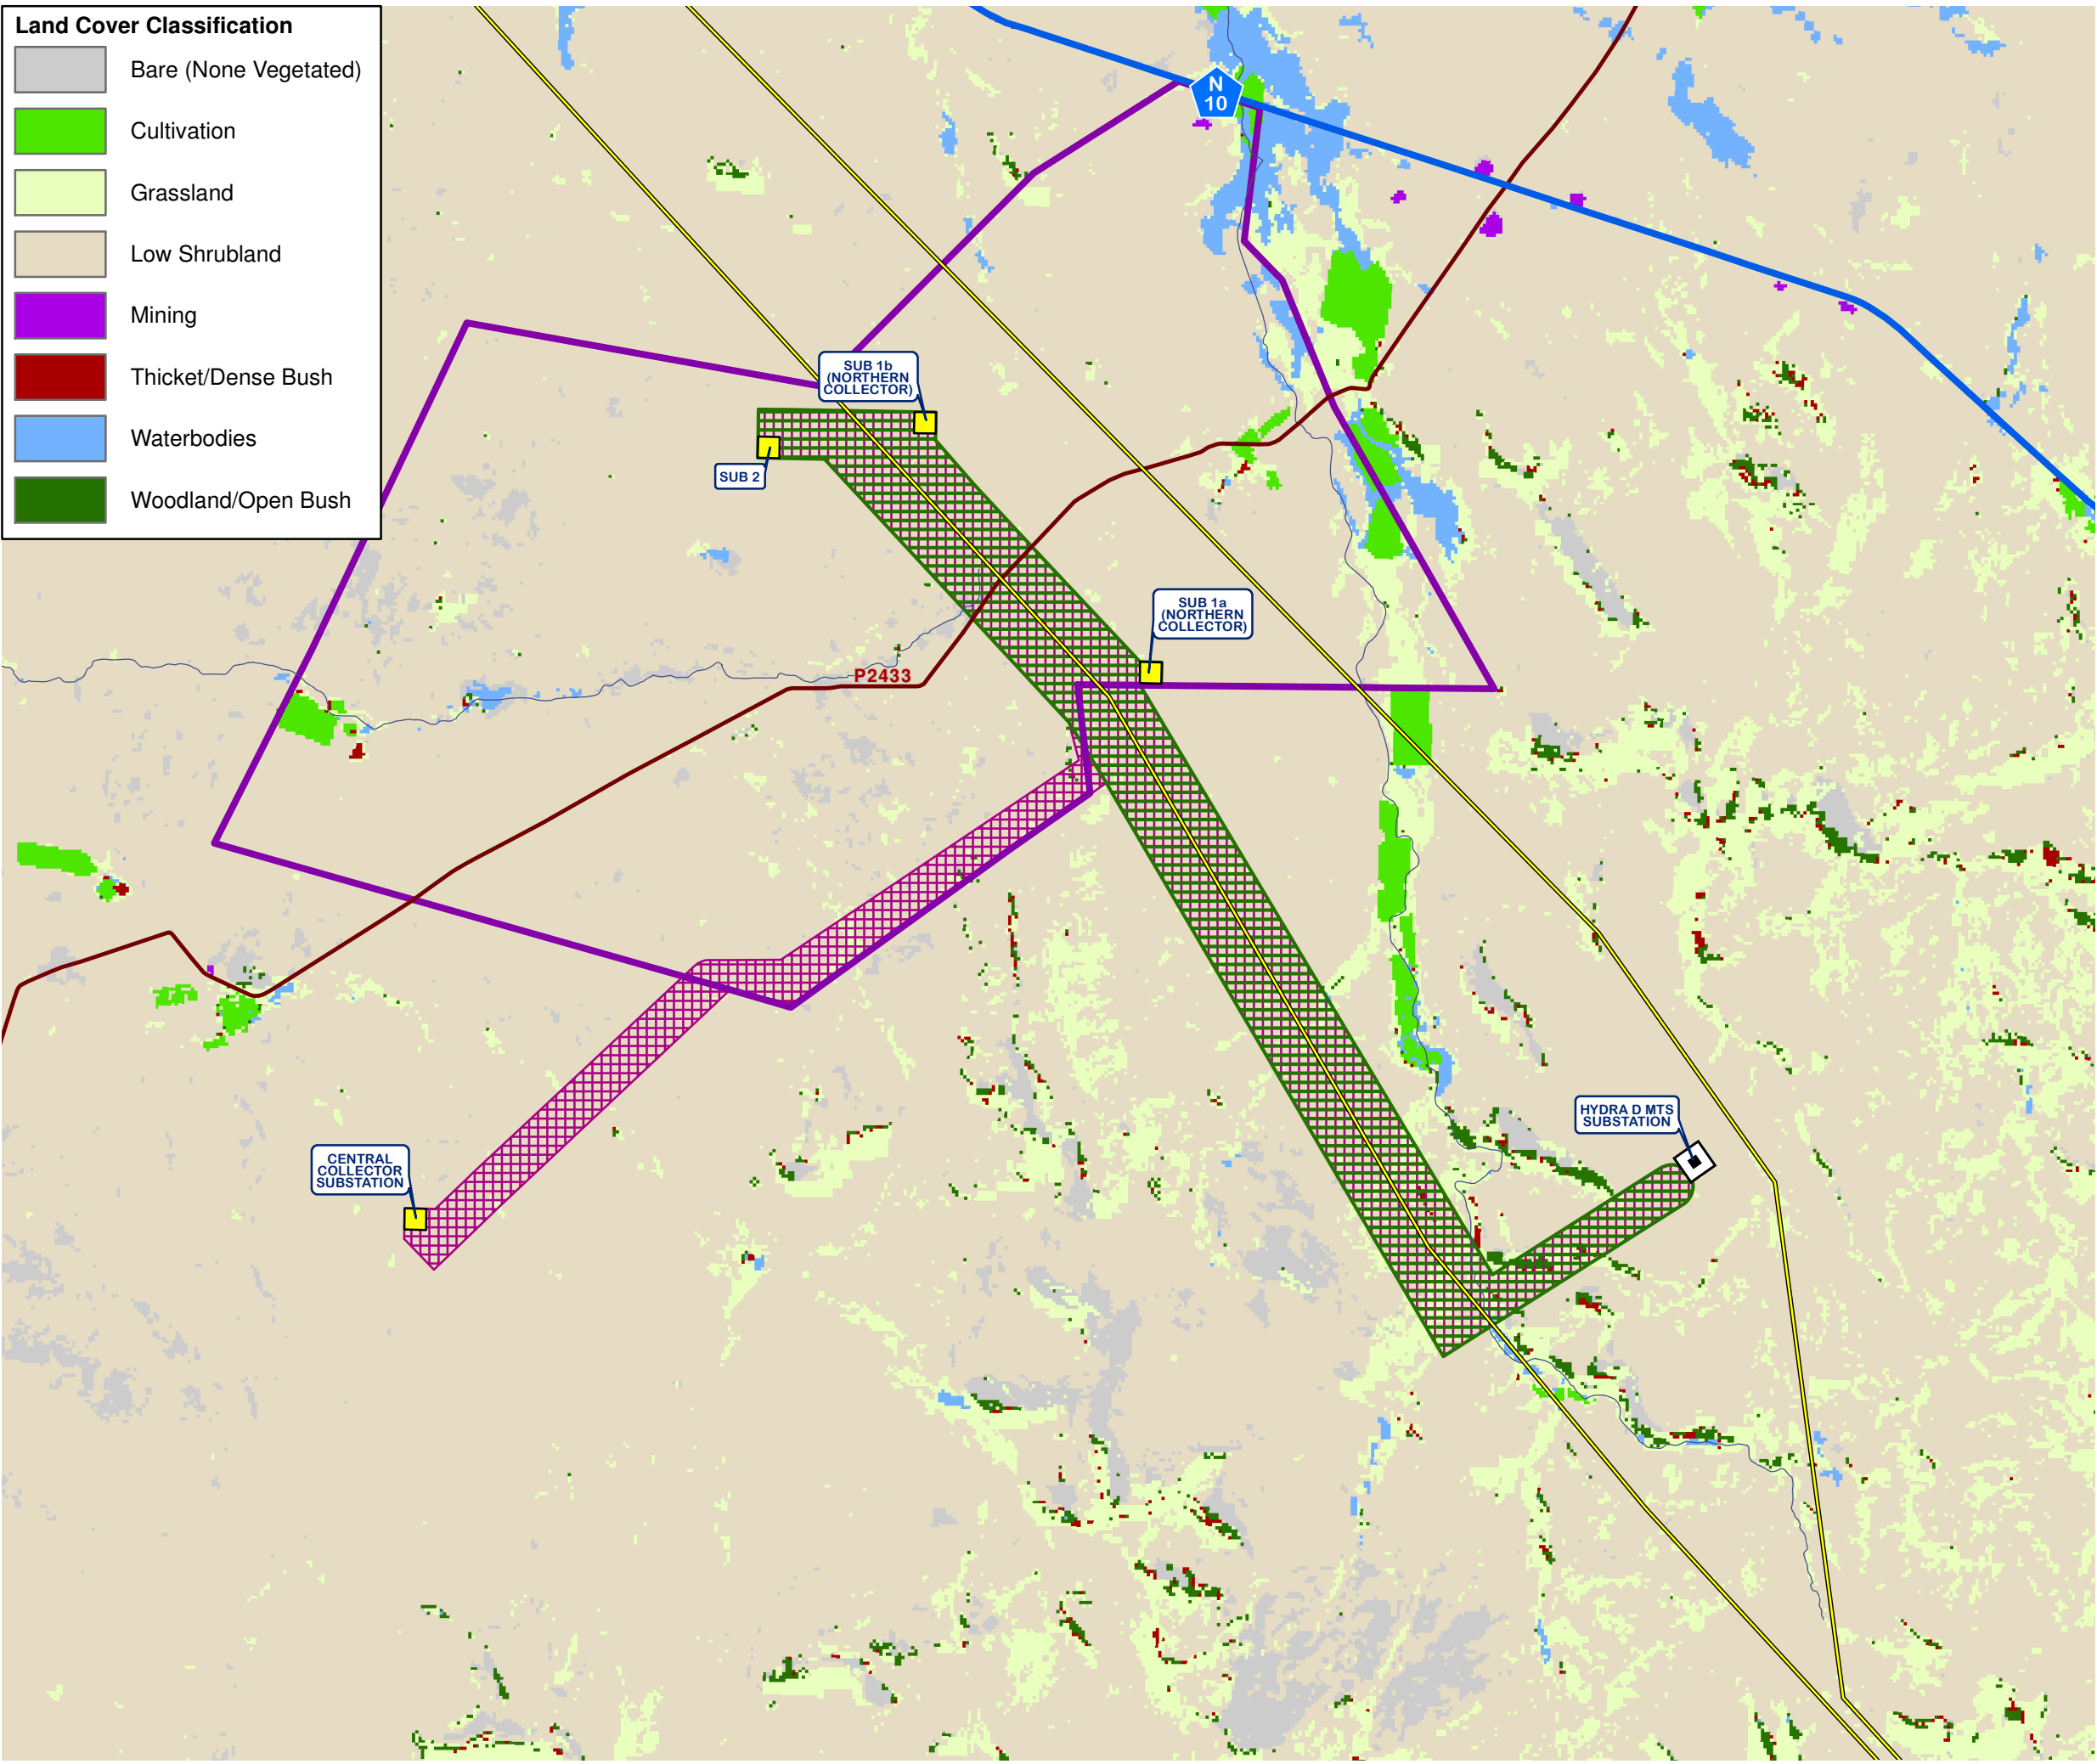 Land Cover Classification
Bare (None Vegetated)
Cultivation
Grassland
Low Shrubland
Mining
Thicket/Dense Bush
Waterbodies
Woodland/Open Bush
N
10
SUB 1b
(NORTHERN
COLLECTOR)
SUB 2
SUB 1a
(NORTHERN
COLLECTOR)
P2433
HYDRA D MTS
SUBSTATION
CENTRAL
COLLECTOR
SUBSTATION